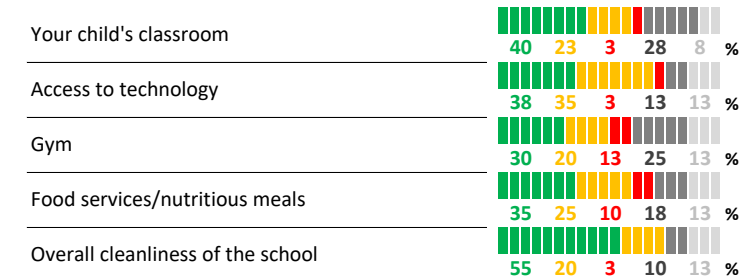 Your child's classroom
40 23 3 28 8 %
Access to technology
38 35 3 13 13 %
Gym
30 20 13 25 13 %
Food services/nutritious meals
35 25 10 18 13 %
Overall cleanliness of the school
55 20 3 10 13 %